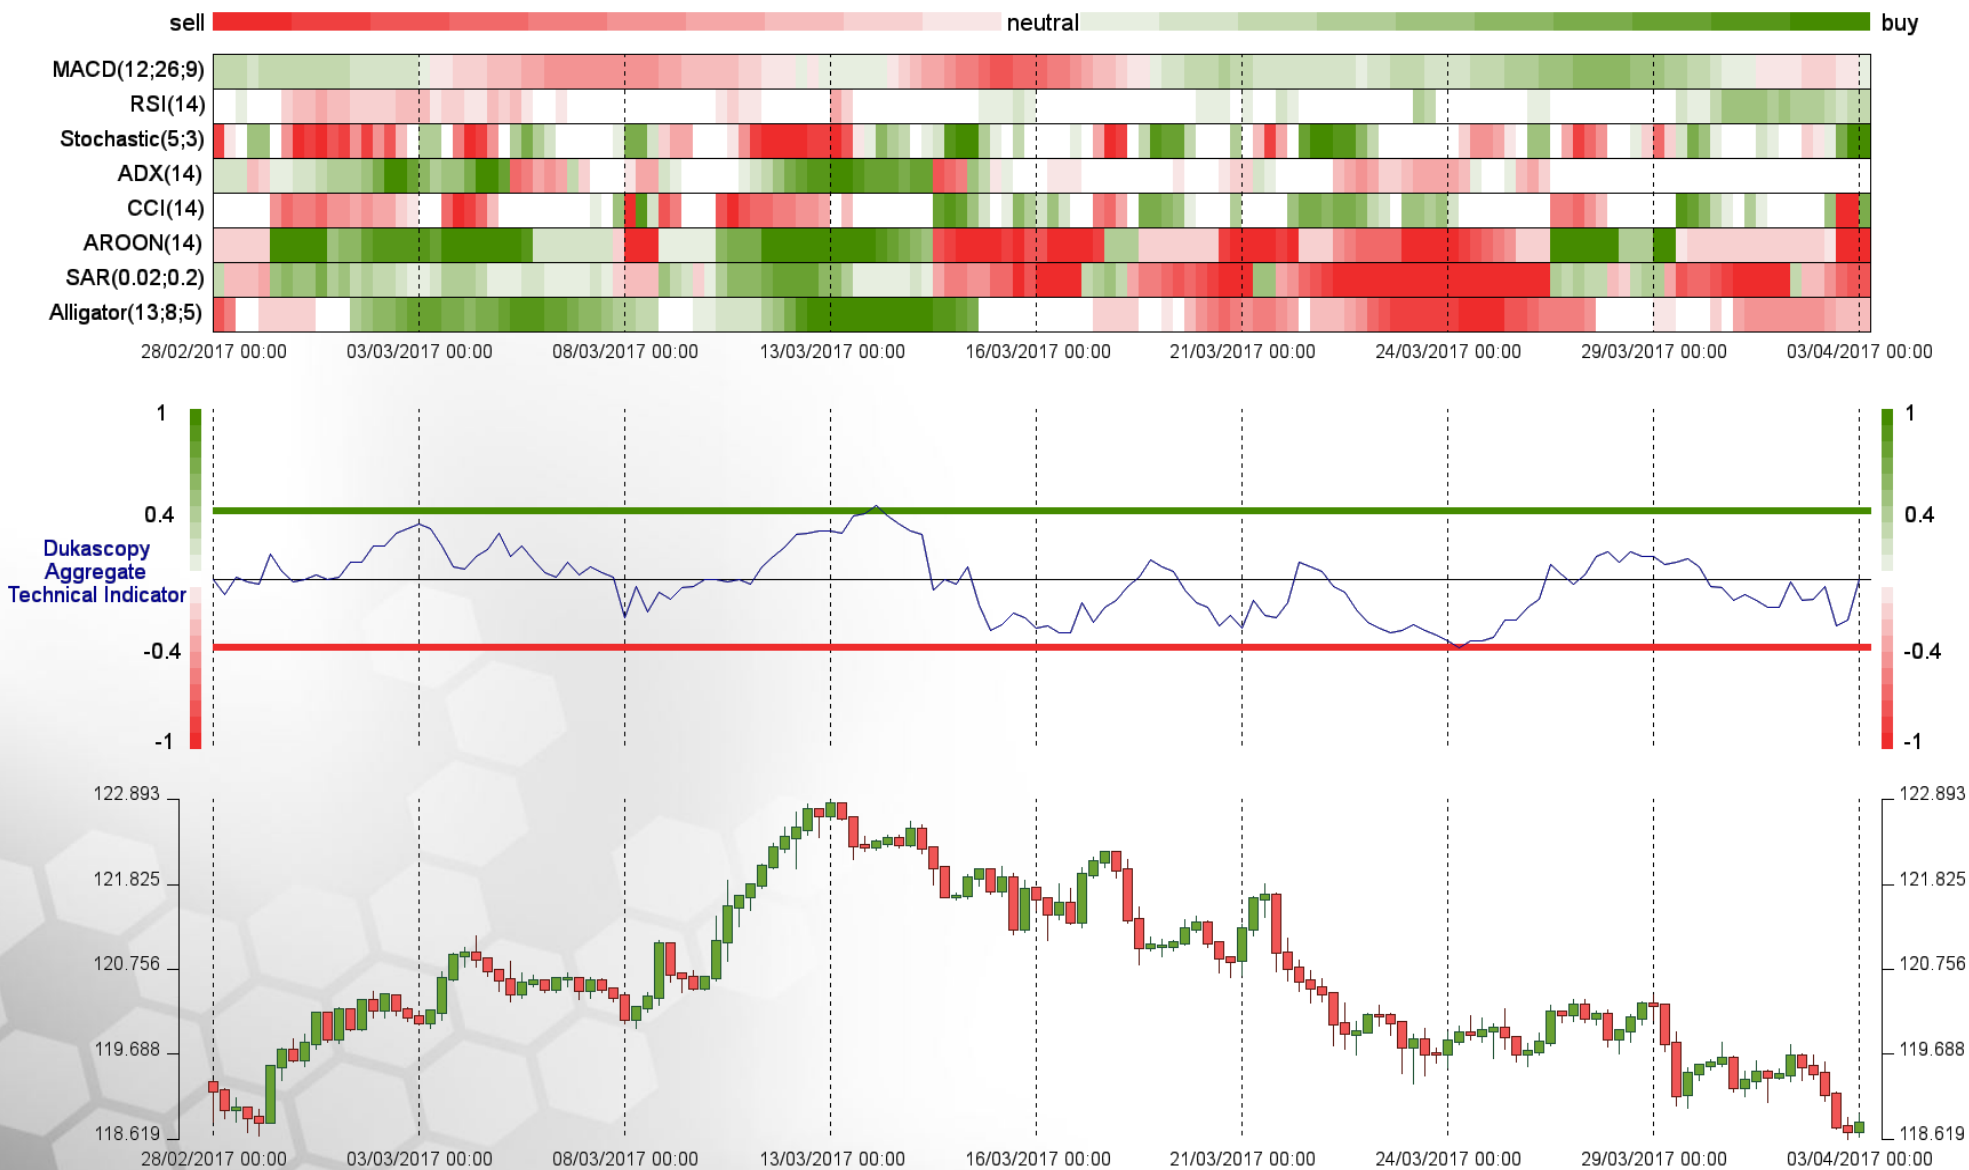 sell neutral buy
MACD(12;26;9)
RSI(14)
Stochastic(5;3)
ADX(14)
CCI(14)
AROON(14)
SAR(0.02;0.2)
Alligator(13;8;5)
28/02/2017 00:00 03/03/2017 00:00 08/03/2017 00:00 13/03/2017 00:00 16/03/2017 00:00 21/03/2017 00:00 24/03/2017 00:00 29/03/2017 00:00 03/04/2017 00:00
1 1
0.4 0.4
Dukascopy
Aggregate
Technical Indicator
-0.4 -0.4
-1 -1
122.893 122.893
121.825 121.825
120.756 120.756
119.688 119.688
118.619 118.619
28/02/2017 00:00 03/03/2017 00:00 08/03/2017 00:00 13/03/2017 00:00 16/03/2017 00:00 21/03/2017 00:00 24/03/2017 00:00 29/03/2017 00:00 03/04/2017 00:00